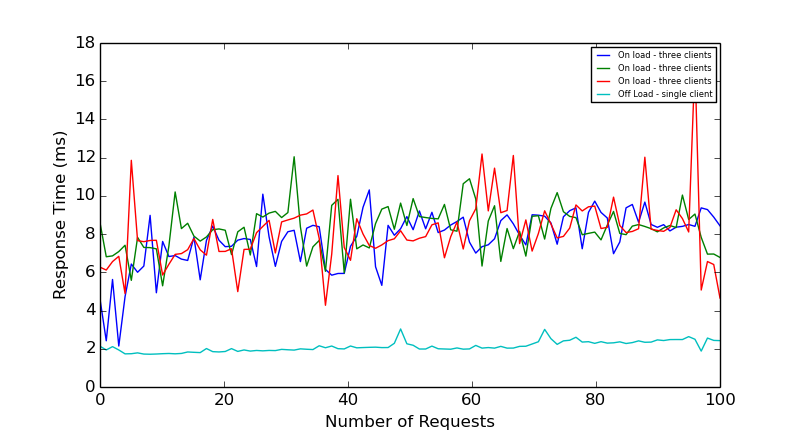 18
16
14
12
10
8
6
4
2
0
Response Time (ms)
On load - three clients
On load - three clients
On load - three clients
Off Load - single client
0 20 40 60 80 100
Number of Requests